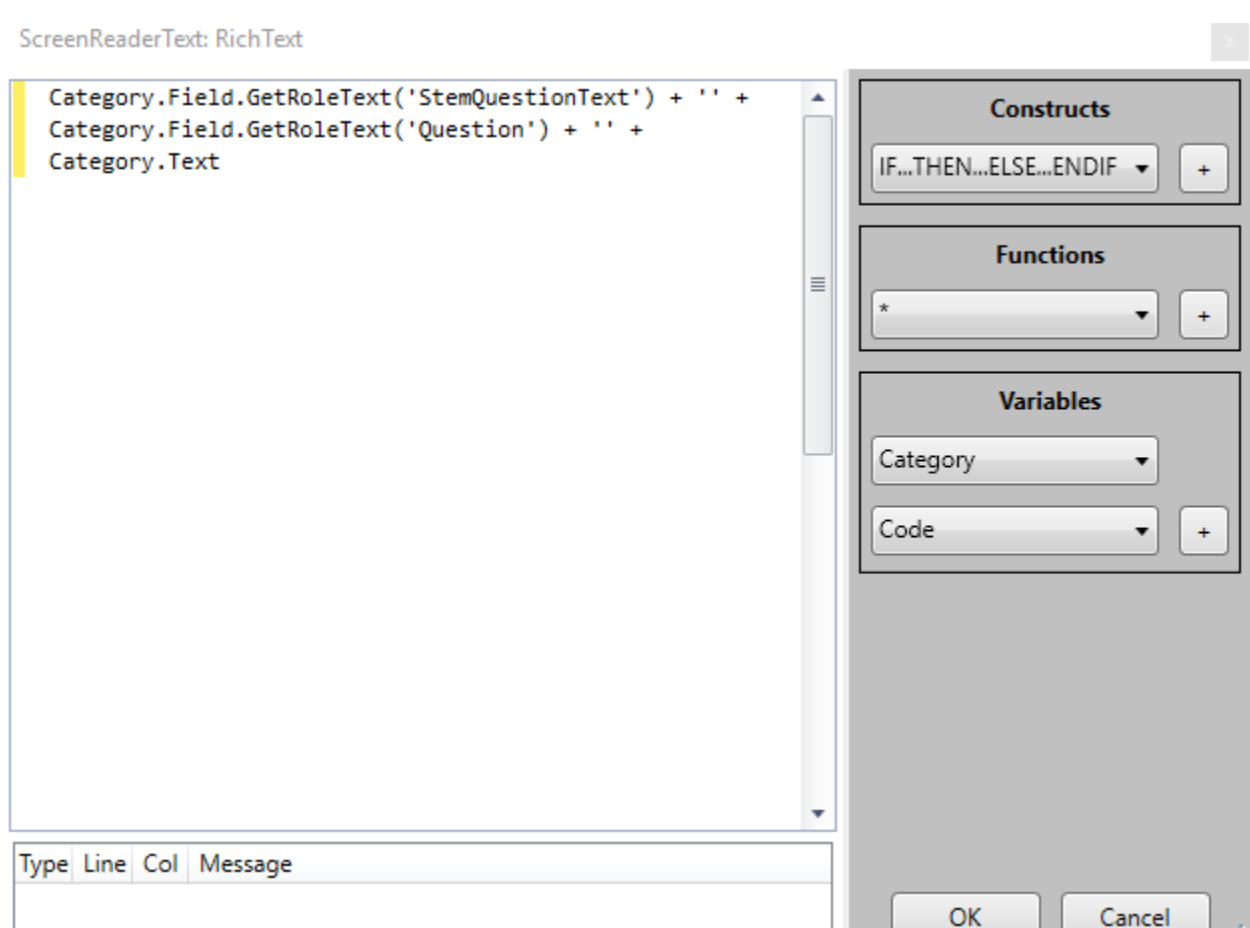 ScreenReaderText: RichText
x
Category.Field.GetRoleText('StemQuestionText') + '' +
Category.Field.GetRoleText('Question') + '' +
Category.Text
Constructs
IF...THEN...ELSE...ENDIF
+
Functions
*
+
Variables
Category
Code
+
Type Line Col Message
OK Cancel